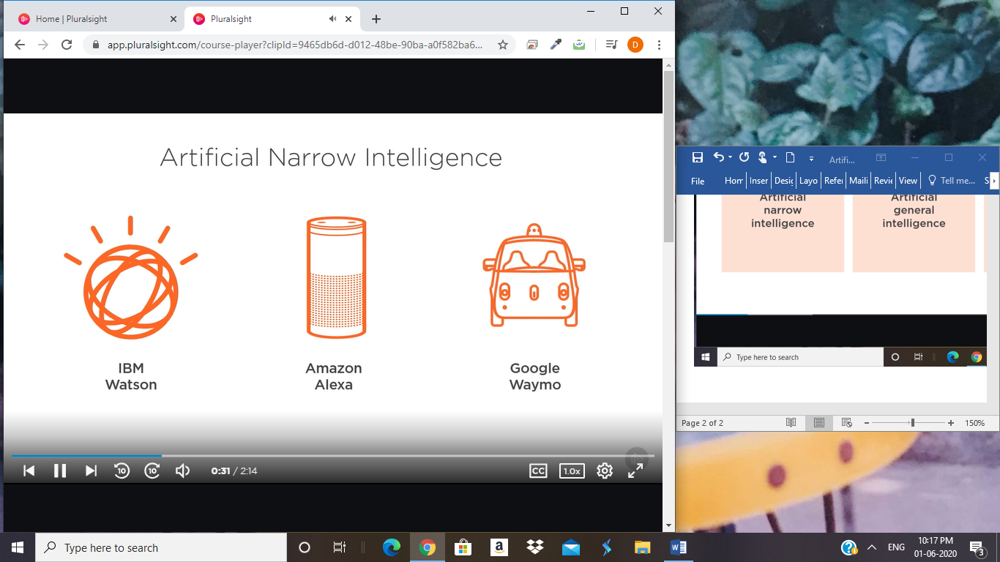 Home | Pluralsight
Pluralsight
app.pluralsight.com/course-player?clipId=9465db6d-d012-48be-90ba-a0f582ba6...
D
Artificial Narrow Intelligence
IBM
Watson
Amazon
Alexa
Google
Waymo
10
10
0:31 / 2:14
CC
1.0x
Artifi...
File
Hom
Inser
Desig
Layo
Refer
Maili
Revie
View
Tell me...
S
Artificial
narrow
intelligence
Artificial
general
intelligence
Type here to search
Page 2 of 2
150%
Type here to search
a
W
?
ENG
10:17 PM
01-06-2020
3